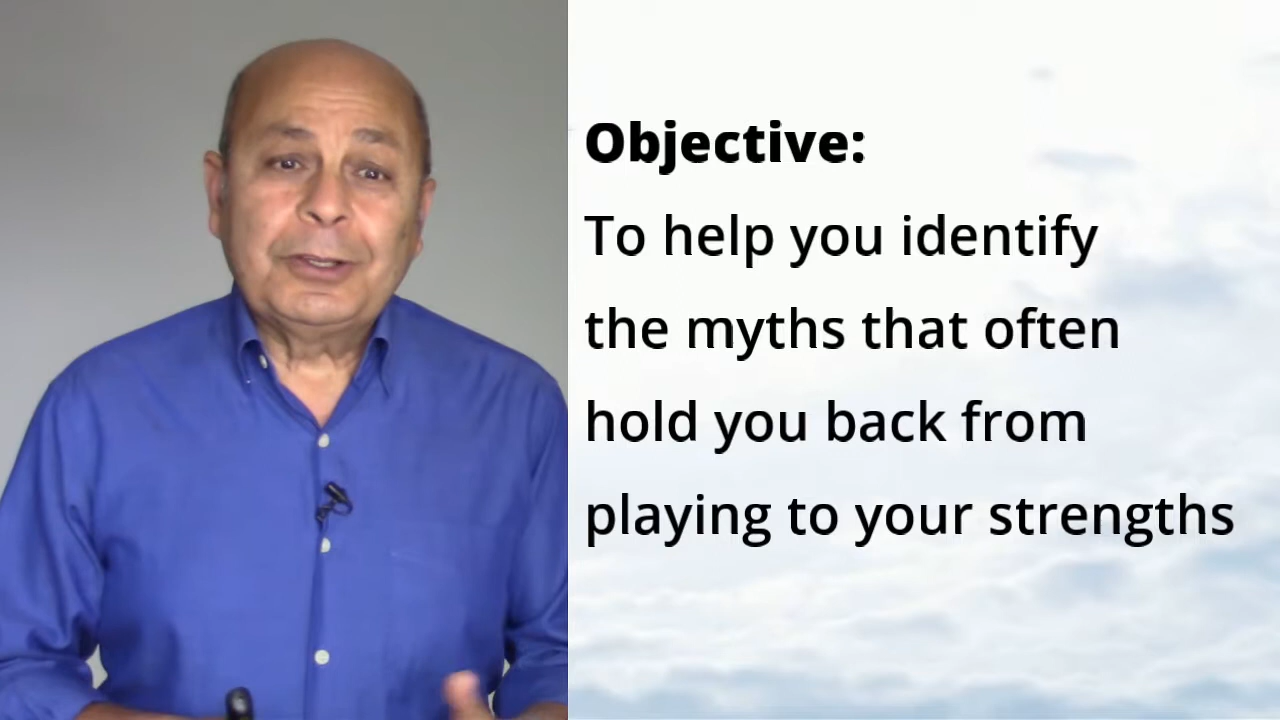 Objective:
To help you identify
the myths that often
hold you back from
playing to your strengths